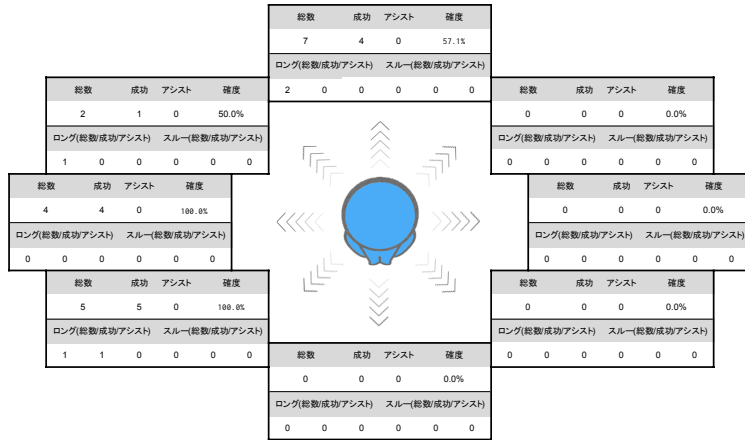 総数 成功 アシスト 確度
7 4 0 57.1%
ロング(総数/成功/アシスト) スルー(総数/成功/アシスト)
2 0 0 0 0 0
総数 成功 アシスト 確度
2 1 0 50.0%
ロング(総数/成功/アシスト) スルー(総数/成功/アシスト)
1 0 0 0 0 0
総数 成功 アシスト 確度
0 0 0 0.0%
ロング(総数/成功/アシスト) スルー(総数/成功/アシスト)
0 0 0 0 0 0
総数 成功 アシスト 確度
4 4 0 100.0%
ロング(総数/成功/アシスト) スルー(総数/成功/アシスト)
0 0 0 0 0 0
総数 成功 アシスト 確度
0 0 0 0.0%
ロング(総数/成功/アシスト) スルー(総数/成功/アシスト)
0 0 0 0 0 0
総数 成功 アシスト 確度
5 5 0 100.0%
ロング(総数/成功/アシスト) スルー(総数/成功/アシスト)
1 1 0 0 0 0
総数 成功 アシスト 確度
0 0 0 0.0%
ロング(総数/成功/アシスト) スルー(総数/成功/アシスト)
0 0 0 0 0 0
総数 成功 アシスト 確度
0 0 0 0.0%
ロング(総数/成功/アシスト) スルー(総数/成功/アシスト)
0 0 0 0 0 0